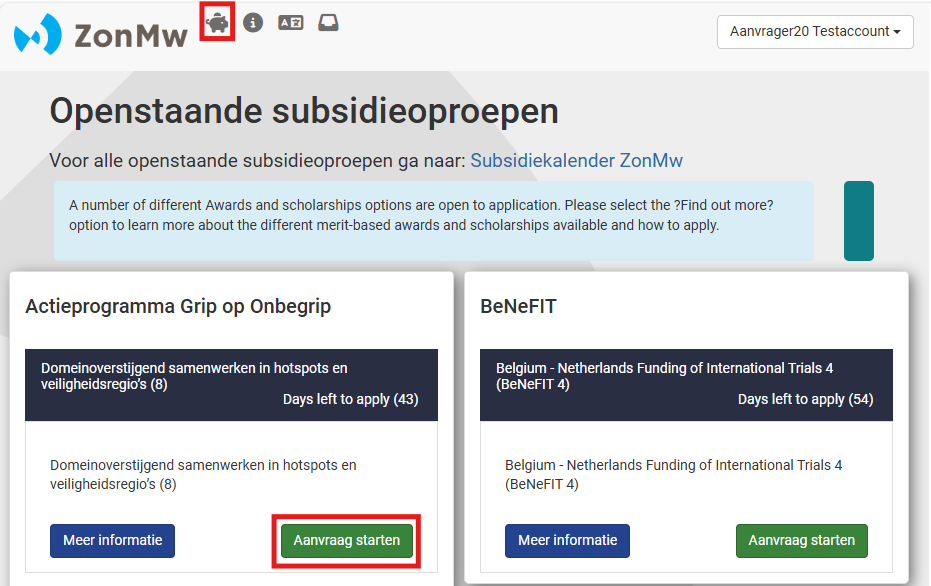 ZonMw
Aanvrager20 Testaccount
Openstaande subsidieoproepen
Voor alle openstaande subsidieoproepen ga naar: Subsidiekalender ZonMw
A number of different Awards and scholarships options are open to application. Please select the ?Find out more?
option to learn more about the different merit-based awards and scholarships available and how to apply.
Actieprogramma Grip op Onbegrip
Domeinoverstijgend samenwerken in hotspots en
veiligheidsregio’s (8)
Days left to apply (43)
Domeinoverstijgend samenwerken in hotspots en
veiligheidsregio’s (8)
Meer informatie
Aanvraag starten
BeNeFIT
Belgium - Netherlands Funding of International Trials 4
(BeNeFIT 4)
Days left to apply (54)
Belgium - Netherlands Funding of International Trials 4
(BeNeFIT 4)
Meer informatie
Aanvraag starten